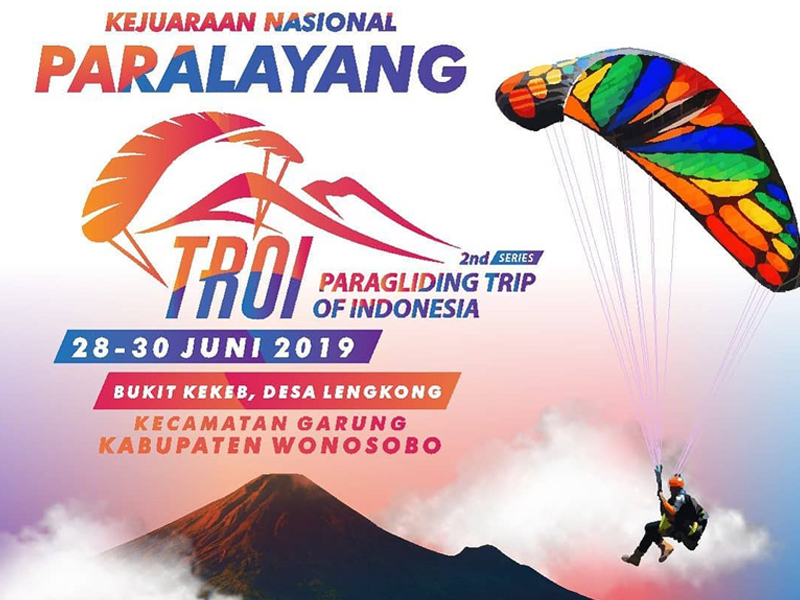 KEJUARAAN NASIONAL
PARALAYANG
TROI
2nd SERIES
PARAGLIDING TRIP
OF INDONESIA
28-30 JUNI 2019
BUKIT KEKEB, DESA LENGKONG
KECAMATAN GARUNG
KABUPATEN WONOSOBO